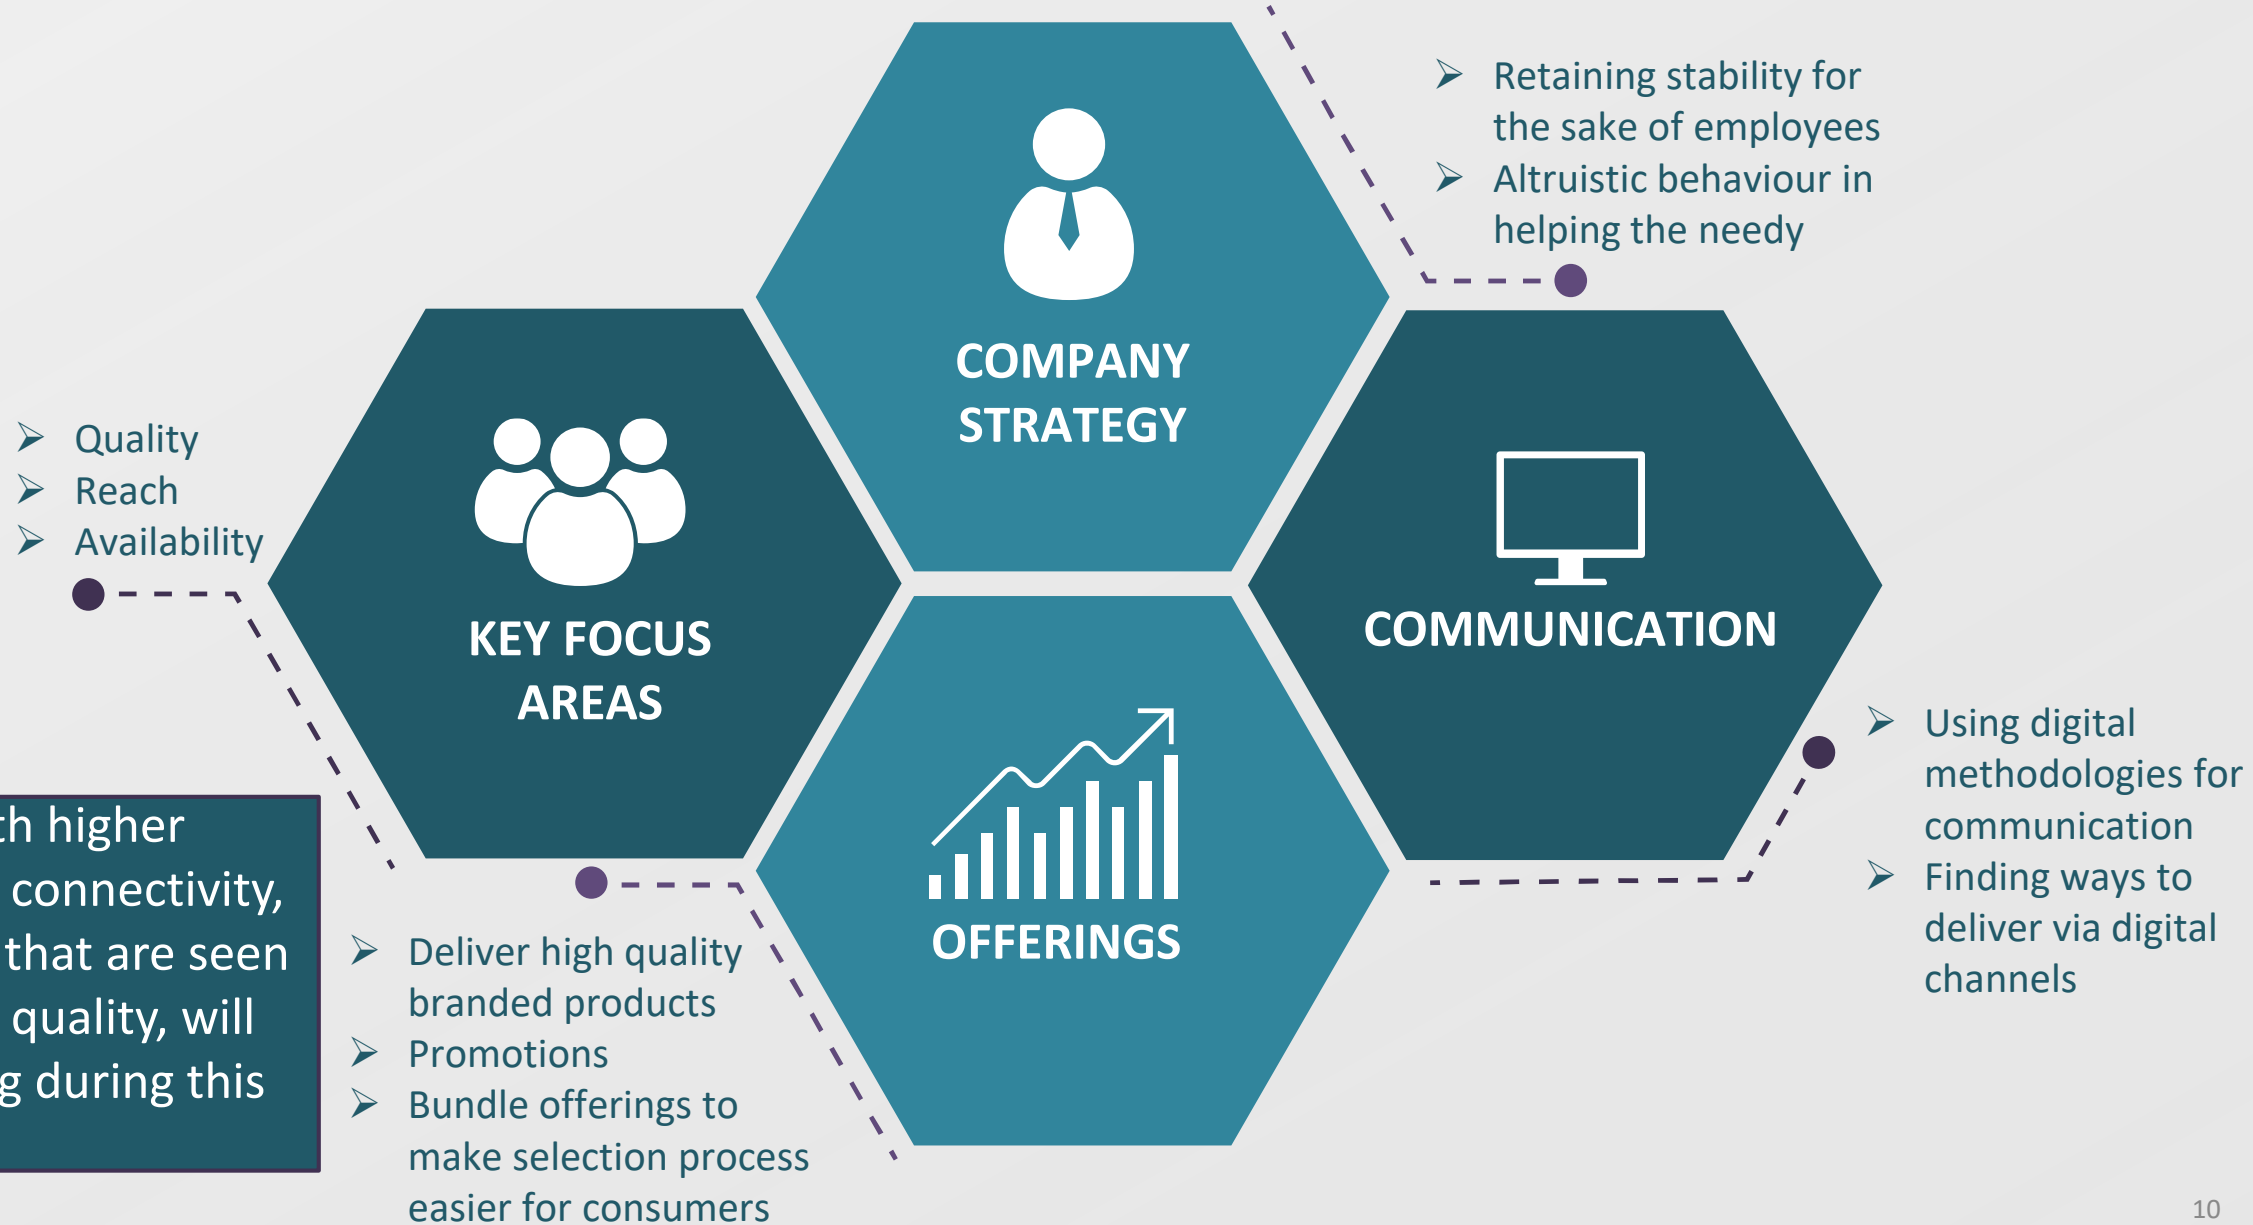 Retaining stability for
the sake of employees
Altruistic behaviour in
helping the needy
COMPANY
STRATEGY
Quality
Reach
Availability
KEY FOCUS
AREAS
COMMUNICATION
Using digital
methodologies for
communication
Finding ways to
deliver via digital
channels
higher
connectivity,
that are seen
quality, will
during this
Deliver high quality
branded products
Promotions
Bundle offerings to
make selection process
easier for consumers
OFFERINGS
10